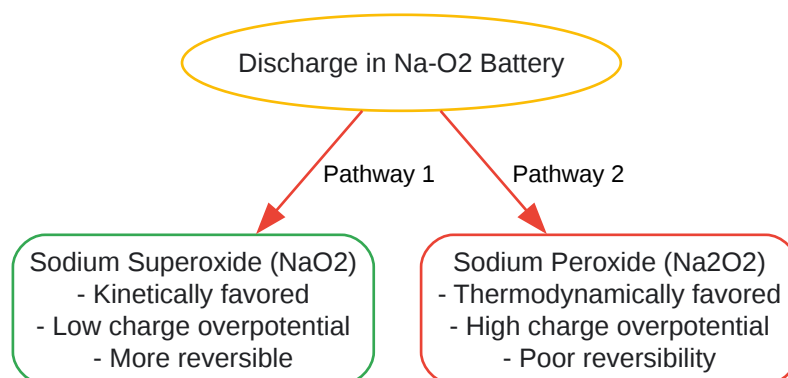 Discharge in Na-O2 Battery
Pathway 1
Pathway 2
Sodium Superoxide (NaO2)
- Kinetically favored
- Low charge overpotential
- More reversible
Sodium Peroxide (Na2O2)
- Thermodynamically favored
- High charge overpotential
- Poor reversibility